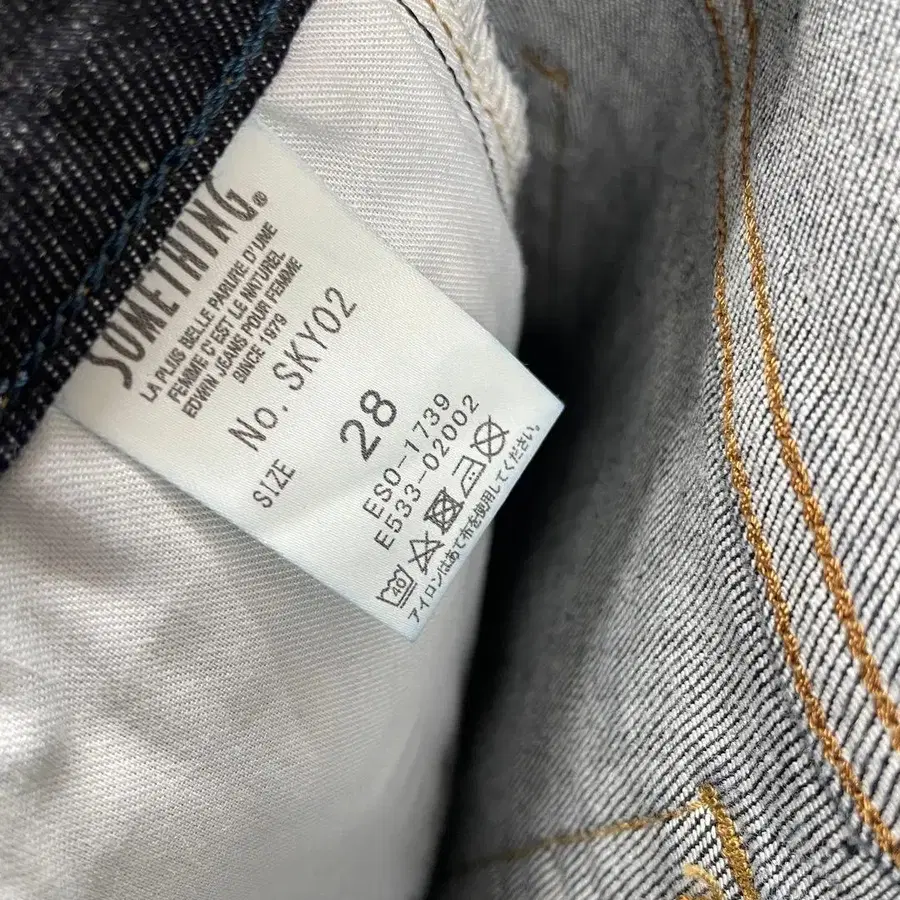 SOMETHING®
LA PLUS BELLE PARURE D'UNE
FEMME C'EST LE NATUREL.
EDWIN JEANS POUR FEMME
SINCE 1979
No. SKY02
SIZE 28
ES0-1739
E533-02002
40
アイロンはあて布を使用してください。